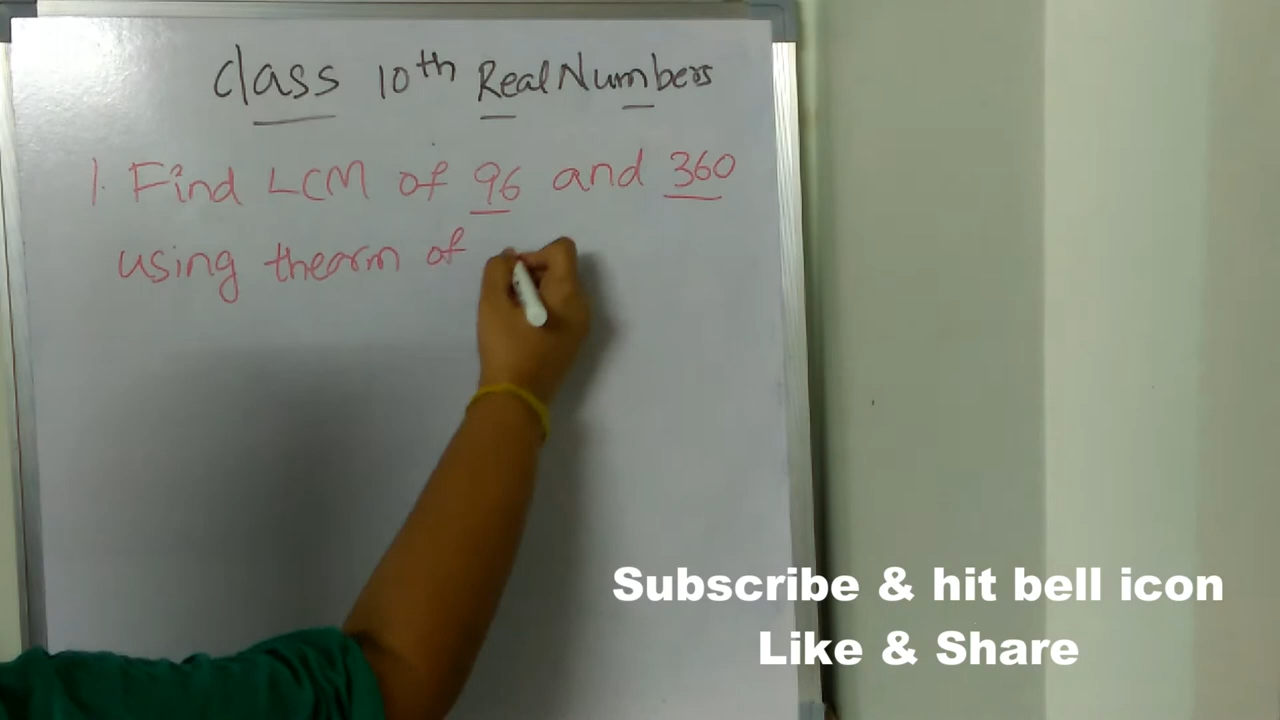 class 10th Real Numbers
1. Find LCM of 96 and 360
using thearm of
Subscribe & hit bell icon
Like & Share